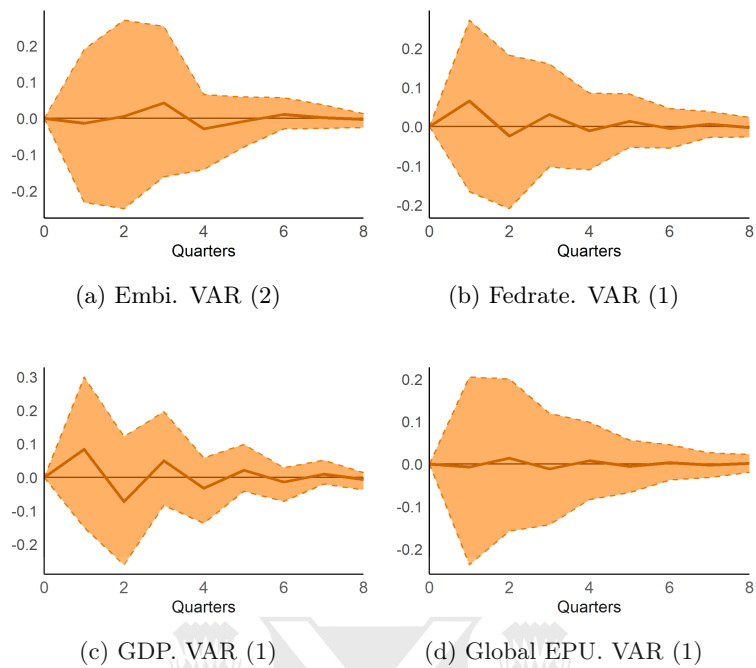 0.2
0.1
0.0
-0.1
-0.2
0 2 4 6 8
Quarters
(a) Embi. VAR (2)
0.2
0.1
0.0
-0.1
-0.2
0 2 4 6 8
Quarters
(b) Fedrate. VAR (1)
0.3
0.2
0.1
0.0
-0.1
-0.2
0 2 4 6 8
Quarters
(c) GDP. VAR (1)
0.2
0.1
0.0
-0.1
-0.2
0 2 4 6 8
Quarters
(d) Global EPU. VAR (1)